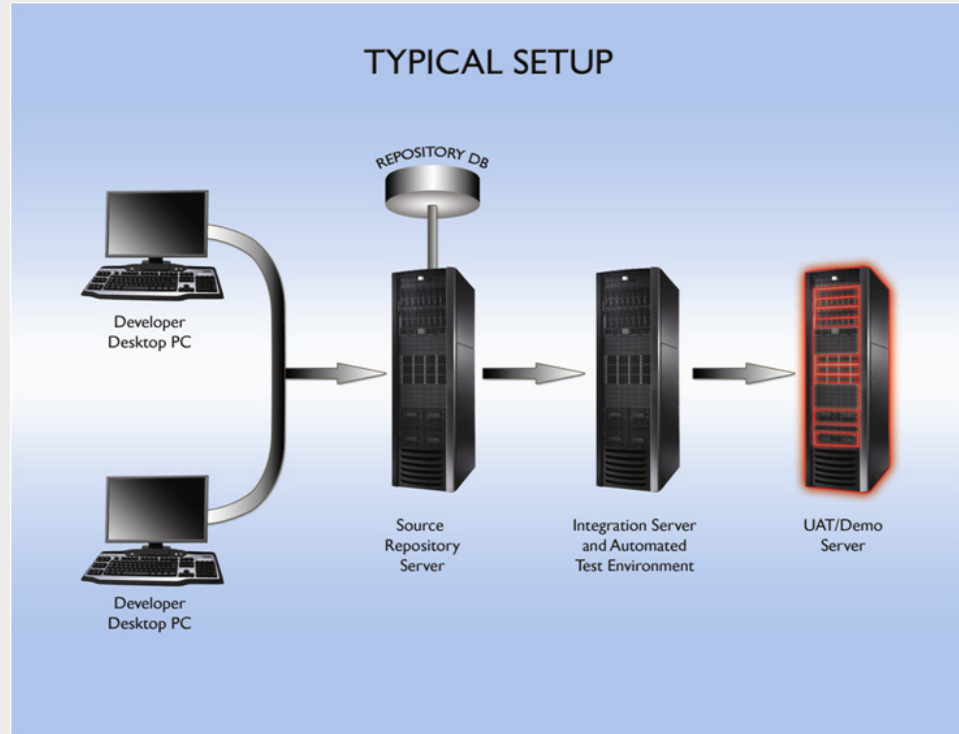 TYPICAL SETUP
REPOSITORY DB
Developer
Desktop PC
Source
Repository
Server
Integration Server
and Automated
Test Environment
UAT/Demo
Server
Developer
Desktop PC